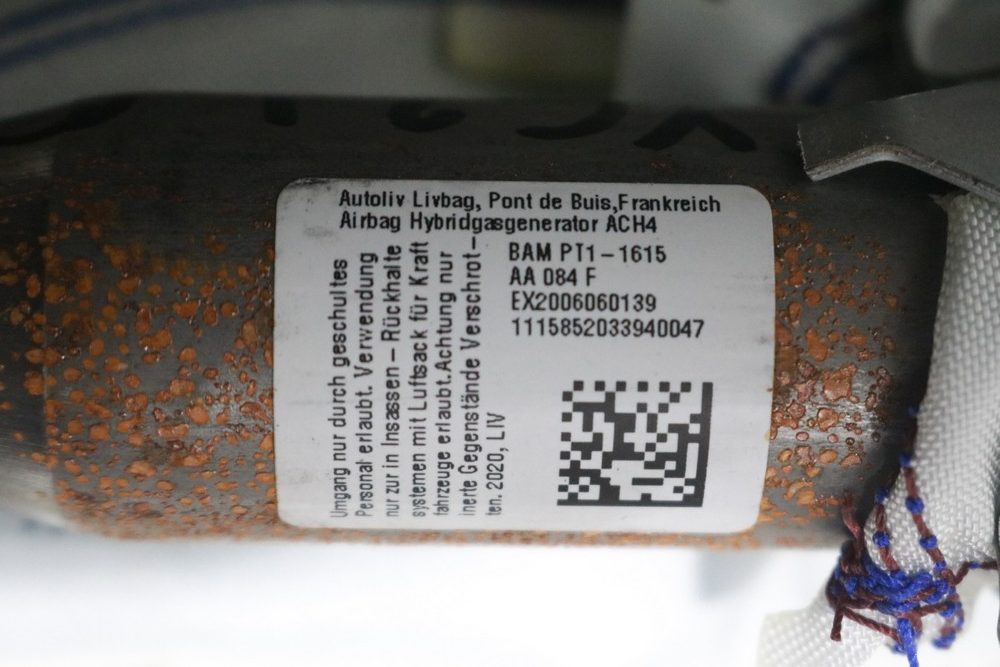 Autoliv Livbag, Pont de Buis,Frankreich
Airbag Hybridgasgenerator ACH4
BAM PT1-1615
AA 084 F
EX2006060139
1115852033940047
Umgang nur durch geschultes
Personal erlaubt. Verwendung
nur zur in Insassen-Rückhalte
systemen mit Luftsack für Kraft
fahrzeuge erlaubt.Achtung nur
inerte Gegenstände Verschrot-
ten. 2020, LIV